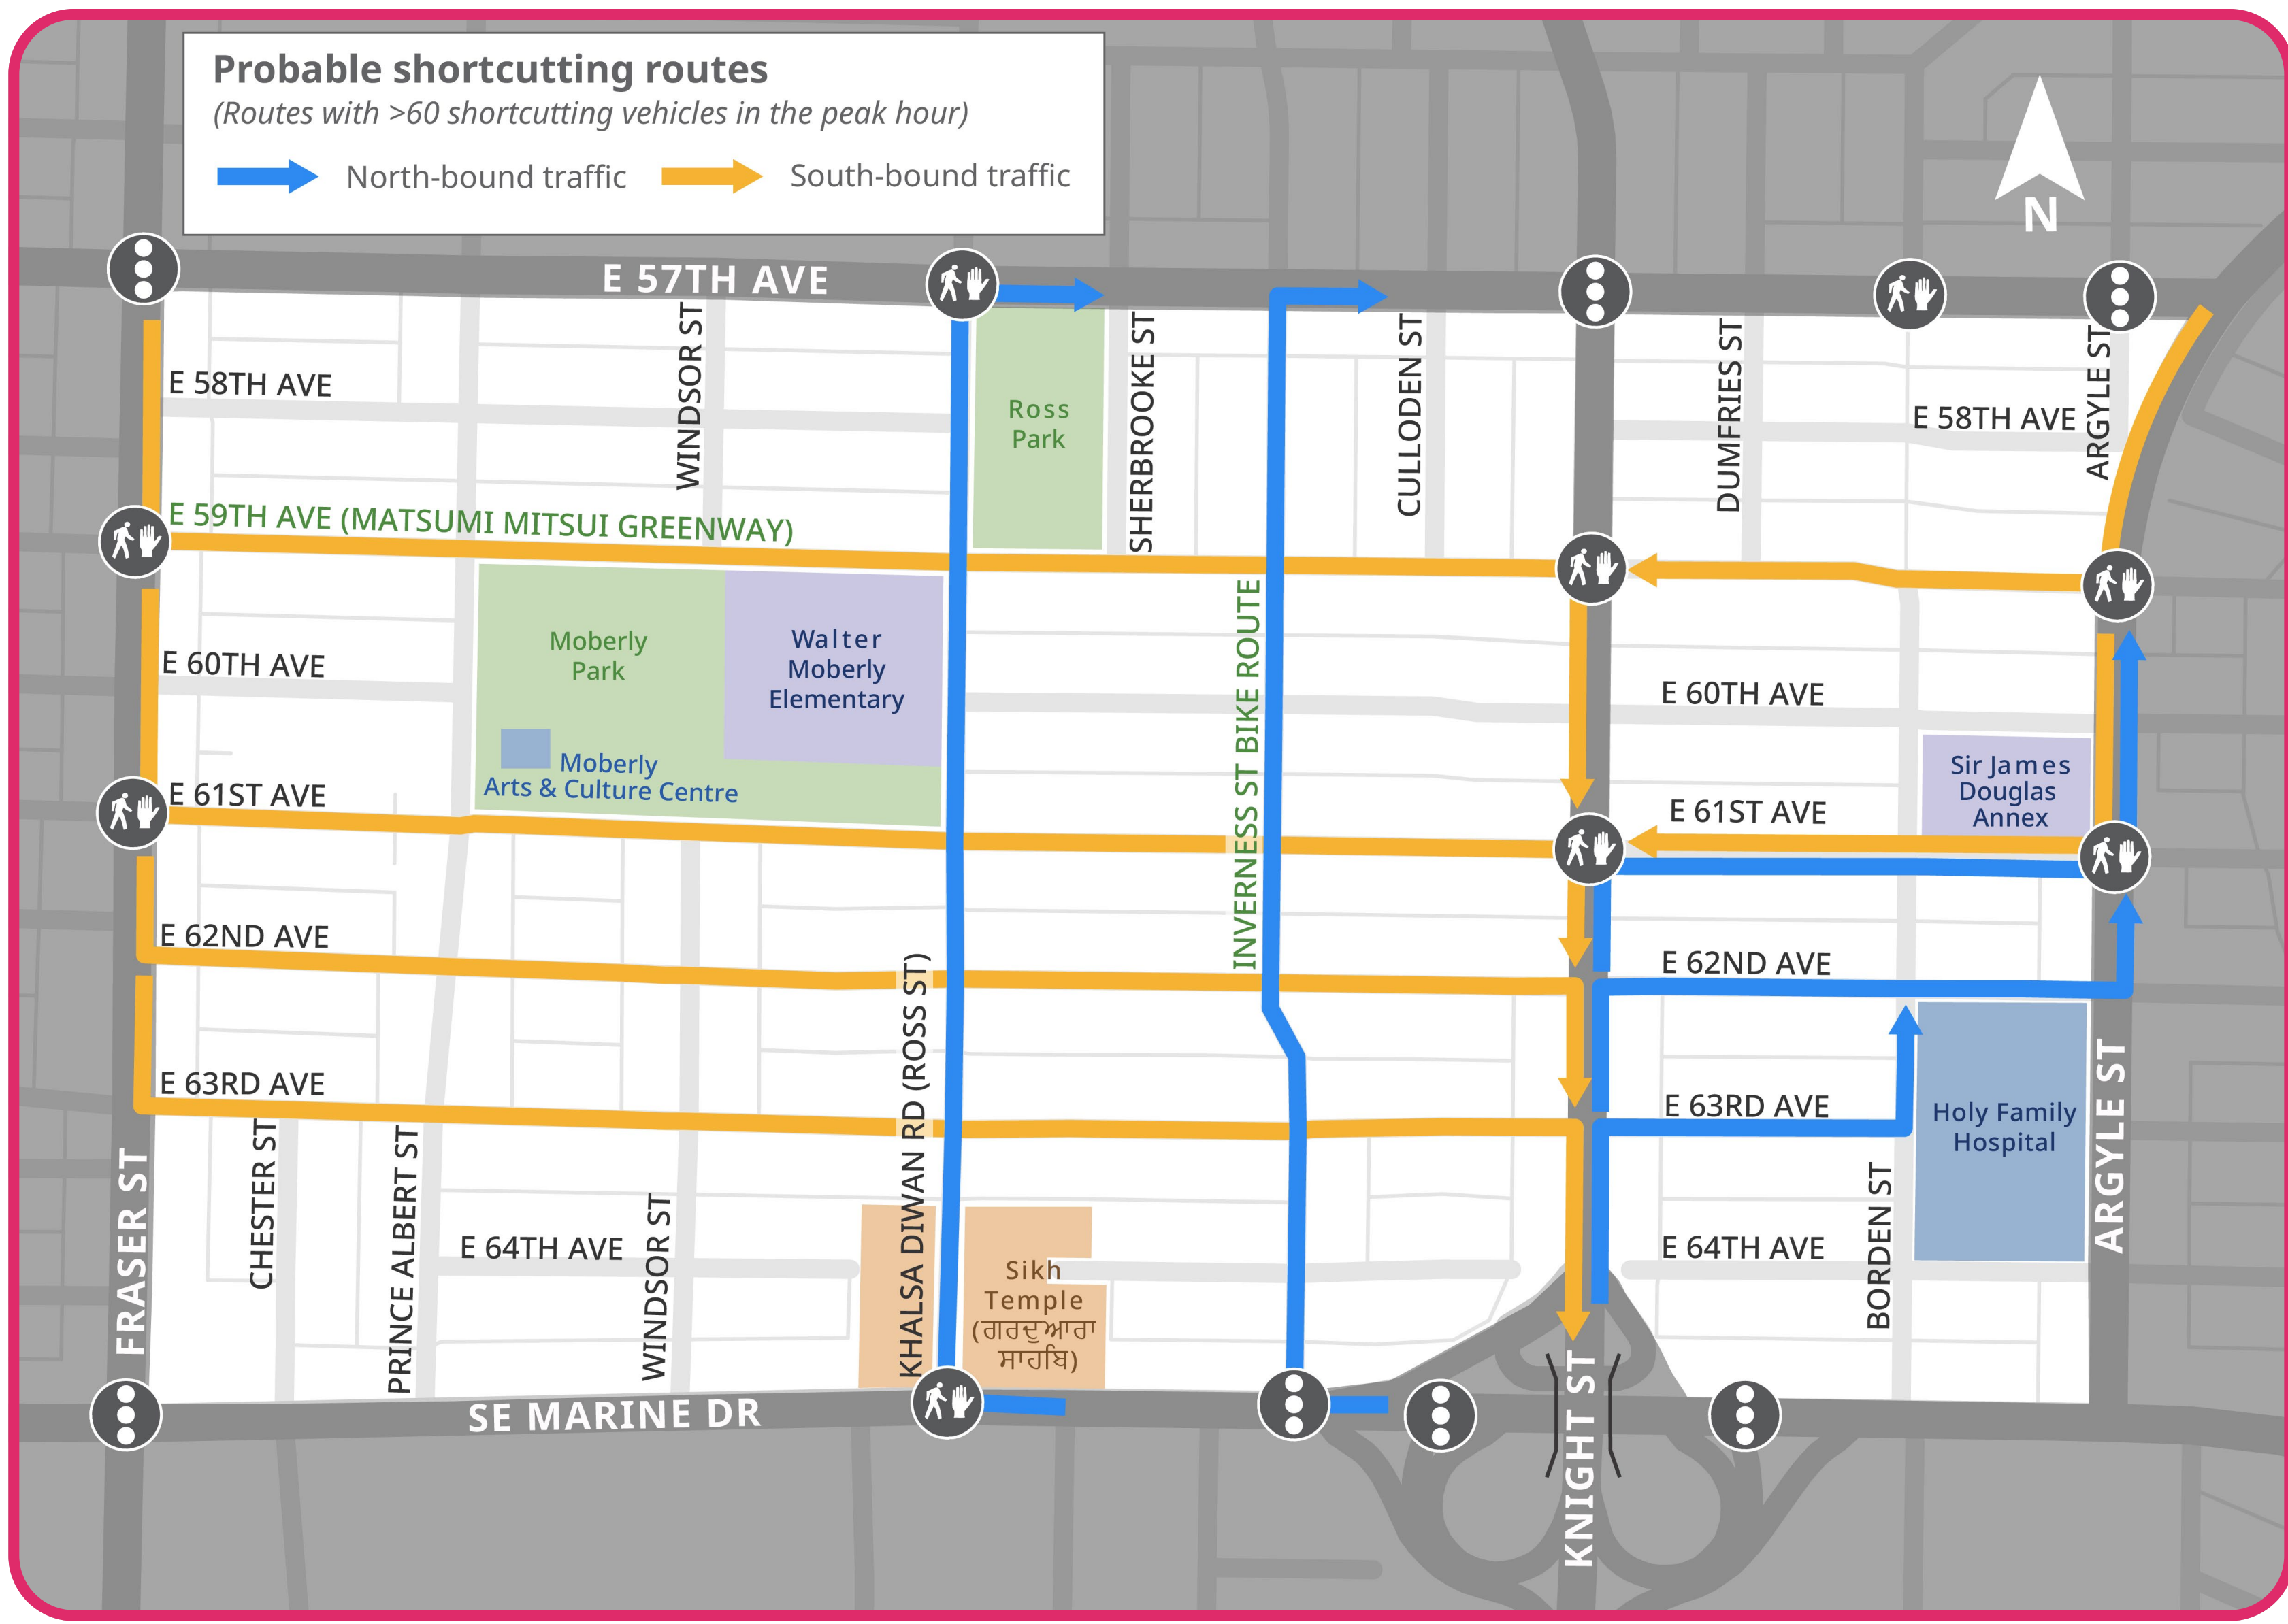 Probable shortcutting routes
(Routes with >60 shortcutting vehicles in the peak hour)
North-bound traffic
South-bound traffic
N
E 57TH AVE
WINDSOR ST
SHERBROOKE ST
CULLODEN ST
DUMFRIES ST
ARGYLE ST
E 58TH AVE
E 58TH AVE
Ross
Park
E 59TH AVE (MATSUMI MITSUI GREENWAY)
INVERNESS ST BIKE ROUTE
Moberly
Park
Walter
Moberly
Elementary
E 60TH AVE
E 60TH AVE
Moberly
Arts & Culture Centre
Sir James
Douglas
Annex
E 61ST AVE
E 61ST AVE
E 62ND AVE
E 62ND AVE
KHALSA DIWAN RD (ROSS ST)
E 63RD AVE
E 63RD AVE
Holy Family
Hospital
ARGYLE ST
FRASER ST
CHESTER ST
PRINCE ALBERT ST
WINDSOR ST
BORDEN ST
E 64TH AVE
E 64TH AVE
Sikh
Temple
(ਗਰਦੁਆਰਾ
ਸਾਹਬਿ)
SE MARINE DR
KNIGHT ST